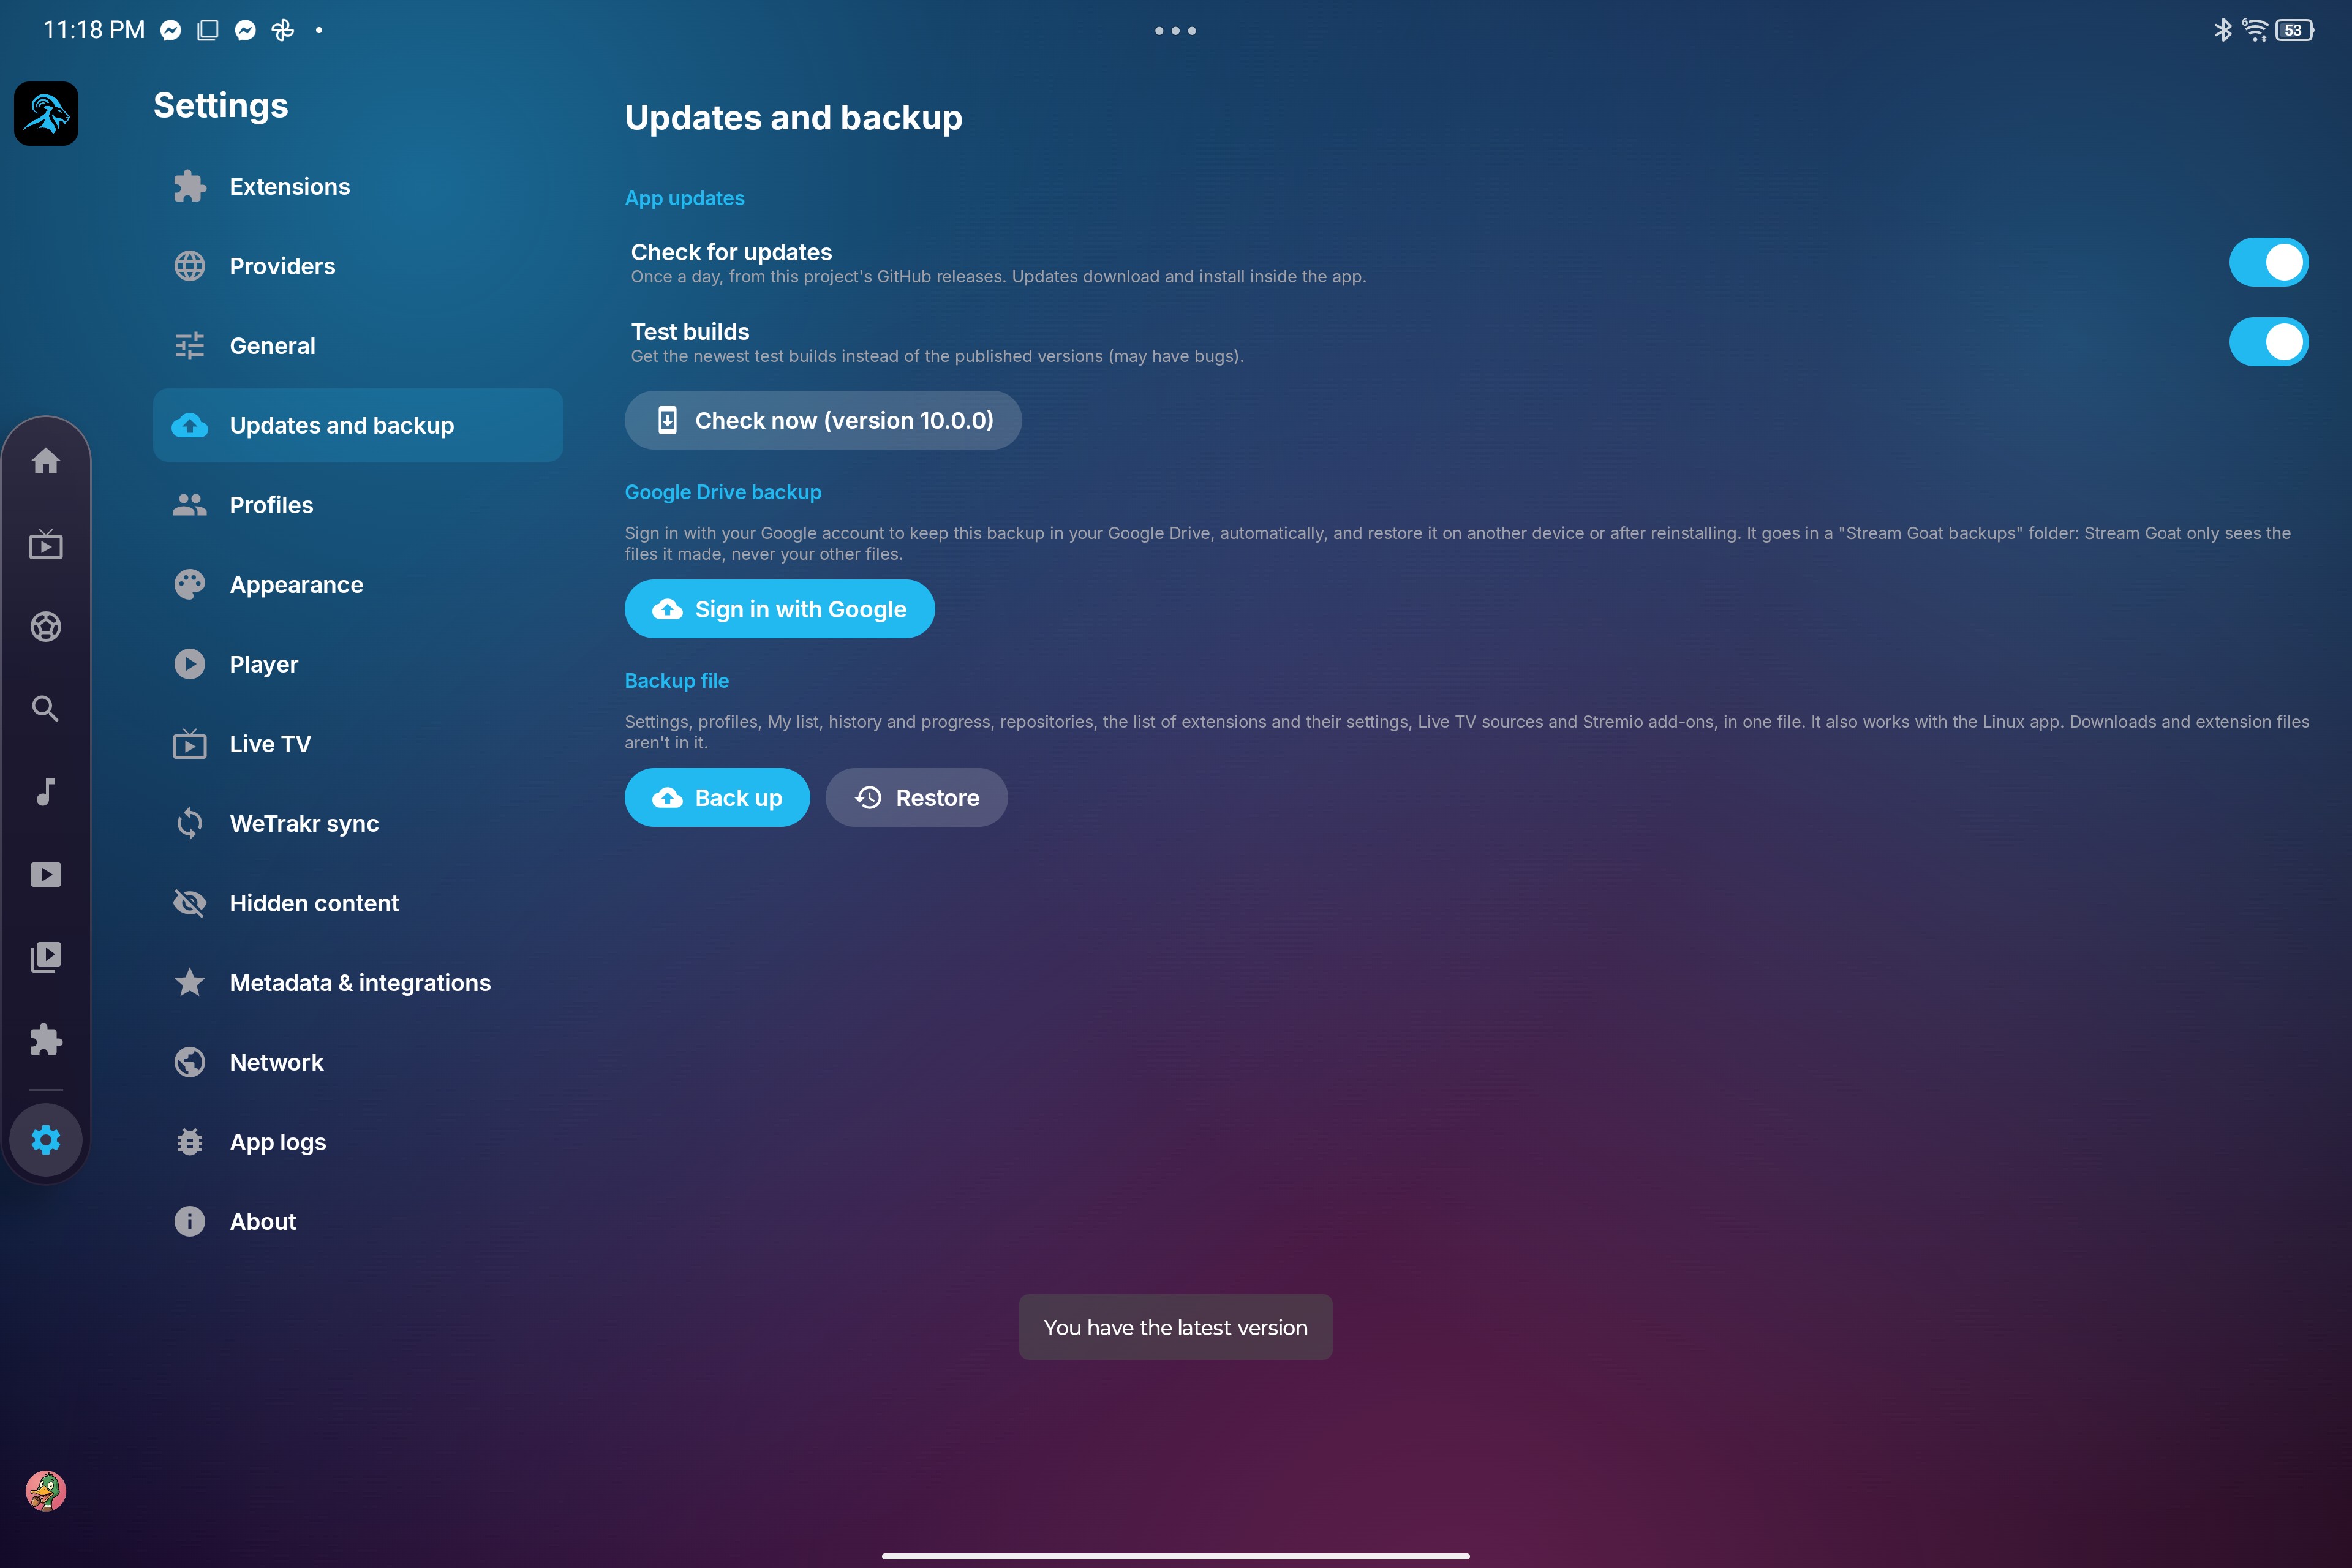 11:18 PM
6
53
Settings
Extensions
Providers
General
Updates and backup
Profiles
Appearance
Player
Live TV
WeTrakr sync
Hidden content
Metadata & integrations
Network
App logs
About
Updates and backup
App updates
Check for updates
Once a day, from this project's GitHub releases. Updates download and install inside the app.
Test builds
Get the newest test builds instead of the published versions (may have bugs).
Check now (version 10.0.0)
Google Drive backup
Sign in with your Google account to keep this backup in your Google Drive, automatically, and restore it on another device or after reinstalling. It goes in a "Stream Goat backups" folder: Stream Goat only sees the
files it made, never your other files.
Sign in with Google
Backup file
Settings, profiles, My list, history and progress, repositories, the list of extensions and their settings, Live TV sources and Stremio add-ons, in one file. It also works with the Linux app. Downloads and extension files
aren't in it.
Back up
Restore
You have the latest version